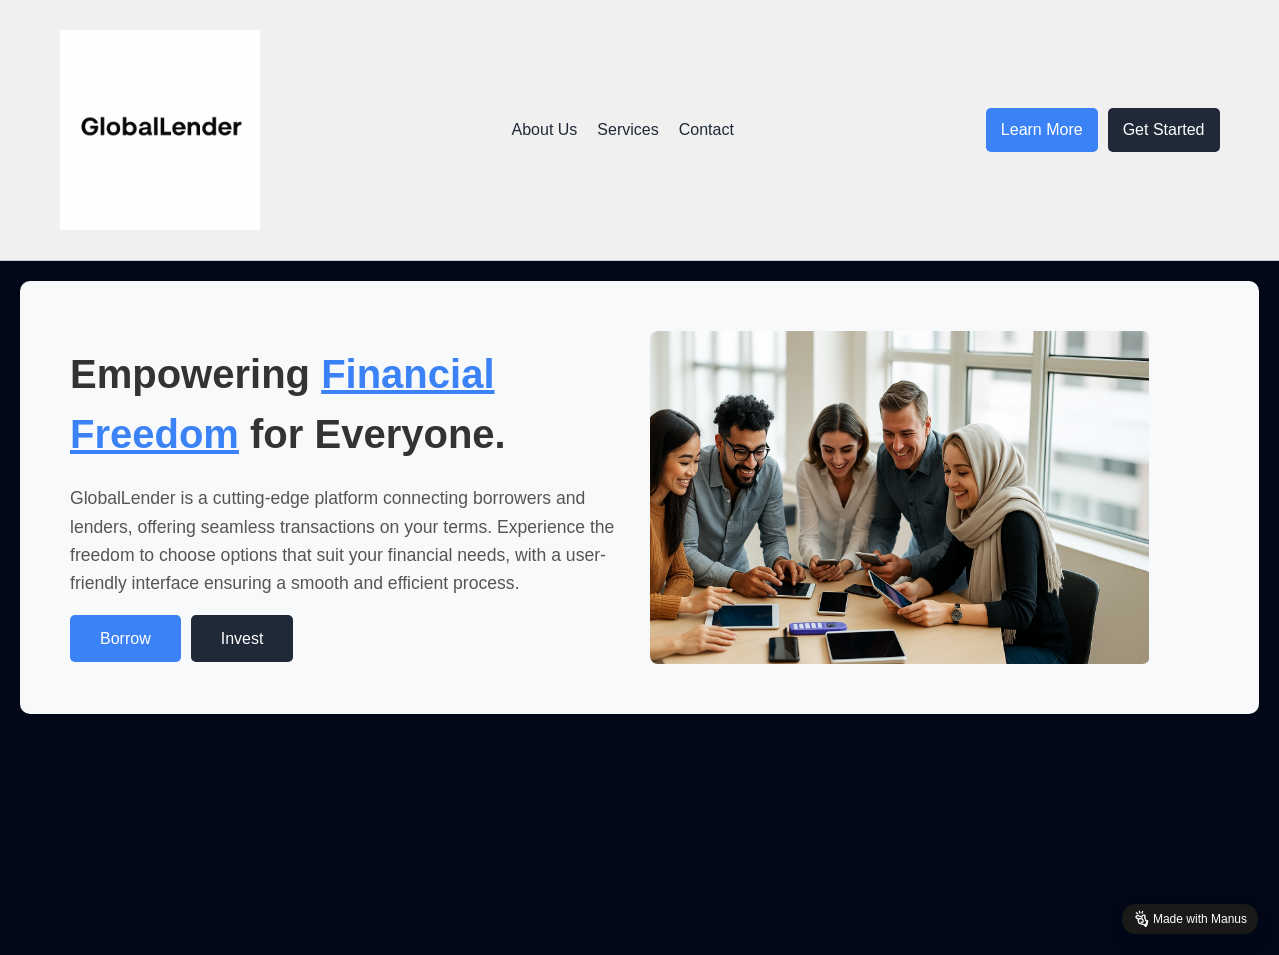 GlobalLender
About Us Services Contact
Learn More Get Started
Empowering Financial
Freedom for Everyone.
GlobalLender is a cutting-edge platform connecting borrowers and
lenders, offering seamless transactions on your terms. Experience the
freedom to choose options that suit your financial needs, with a user-
friendly interface ensuring a smooth and efficient process.
Borrow Invest
Made with Manus